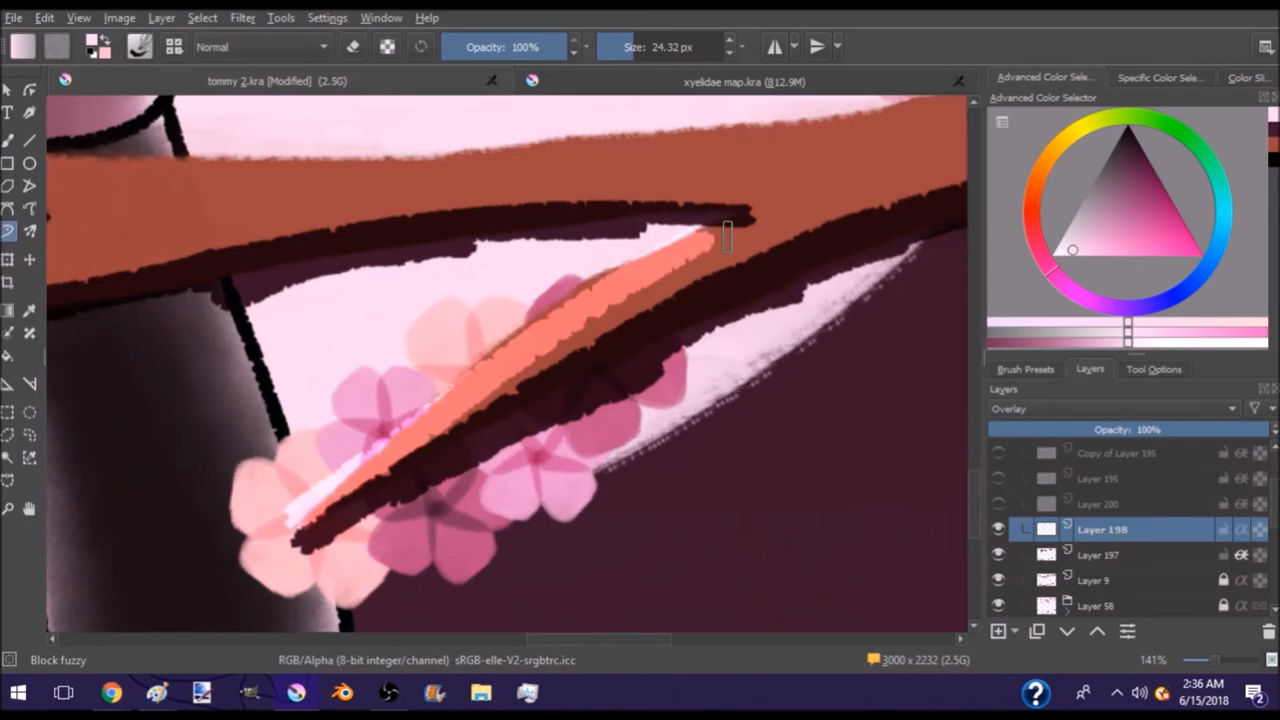 File Edit View Image Layer Select Filter Tools Settings Window Help
Normal Opacity: 100% Size: 24.32 px
tommy 2.kra [Modified] (2.5G) xyelidae map.kra (812.9M)
Advanced Color Sele... Specific Color Sele... Color Sli...
Advanced Color Selector
Brush Presets Layers Tool Options
Layers
Overlay
Opacity: 100%
Copy of Layer 195
Layer 195
Layer 200
Layer 198
Layer 197
Layer 9
Layer 58
Block fuzzy RGB/Alpha (8-bit integer/channel) sRGB-elle-V2-srgbtrc.icc 3000 x 2232 (2.5G) 141%
2:36 AM
6/15/2018
2